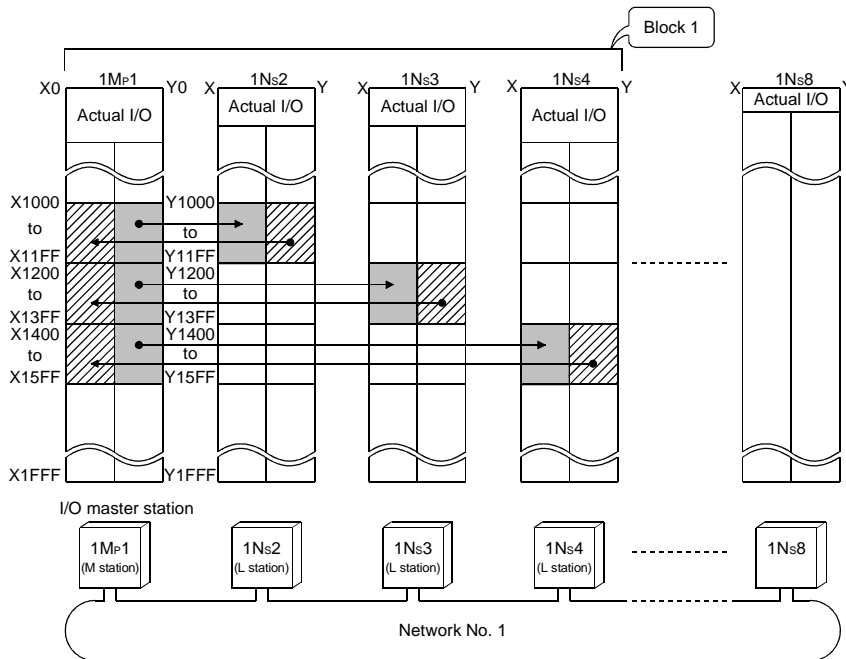 Block 1
1MP1 1NS2 1NS3 1NS4 1NS8
X0 Y0 X Y X Y X Y X Y
Actual I/O Actual I/O Actual I/O Actual I/O Actual I/O
X1000 Y1000
to to
X11FF Y11FF
X1200 Y1200
to to
X13FF Y13FF
X1400 Y1400
to to
X15FF Y15FF
X1FFF Y1FFF
I/O master station
1MP1 1NS2 1NS3 1NS4 1NS8
(M station) (L station) (L station) (L station)
Network No. 1